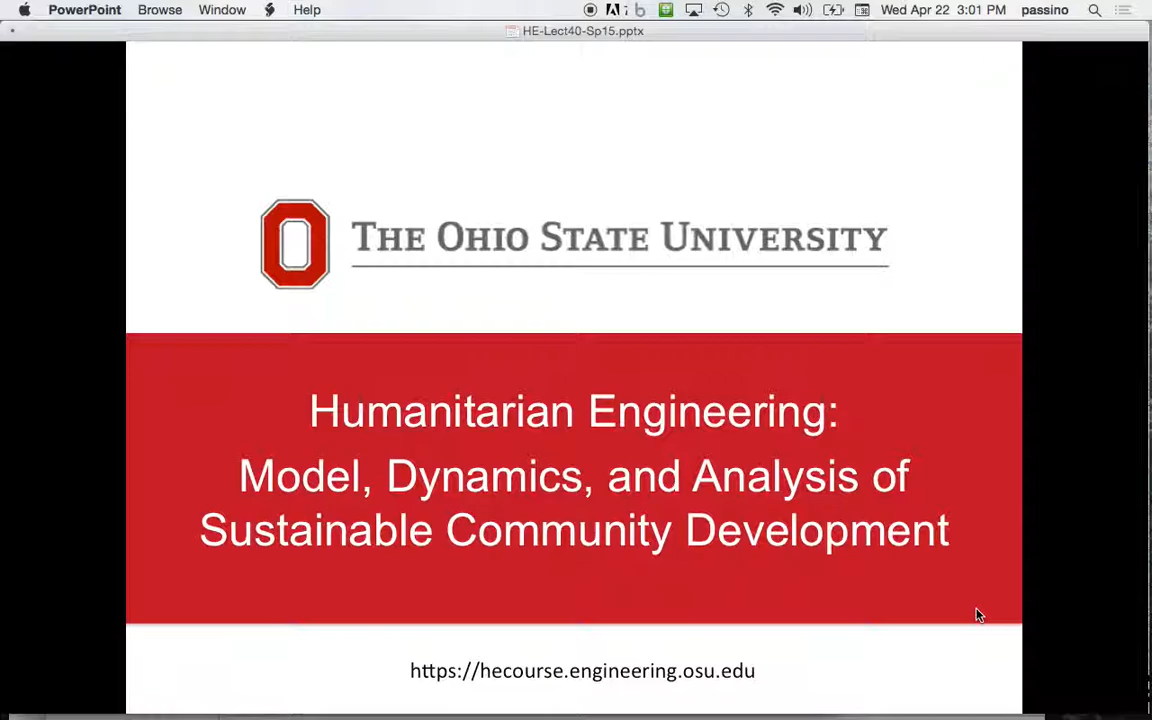 PowerPoint Browse Window Help Wed Apr 22 3:01 PM passino
HE-Lect40-Sp15.pptx
THE OHIO STATE UNIVERSITY
Humanitarian Engineering:
Model, Dynamics, and Analysis of
Sustainable Community Development
https://hecourse.engineering.osu.edu